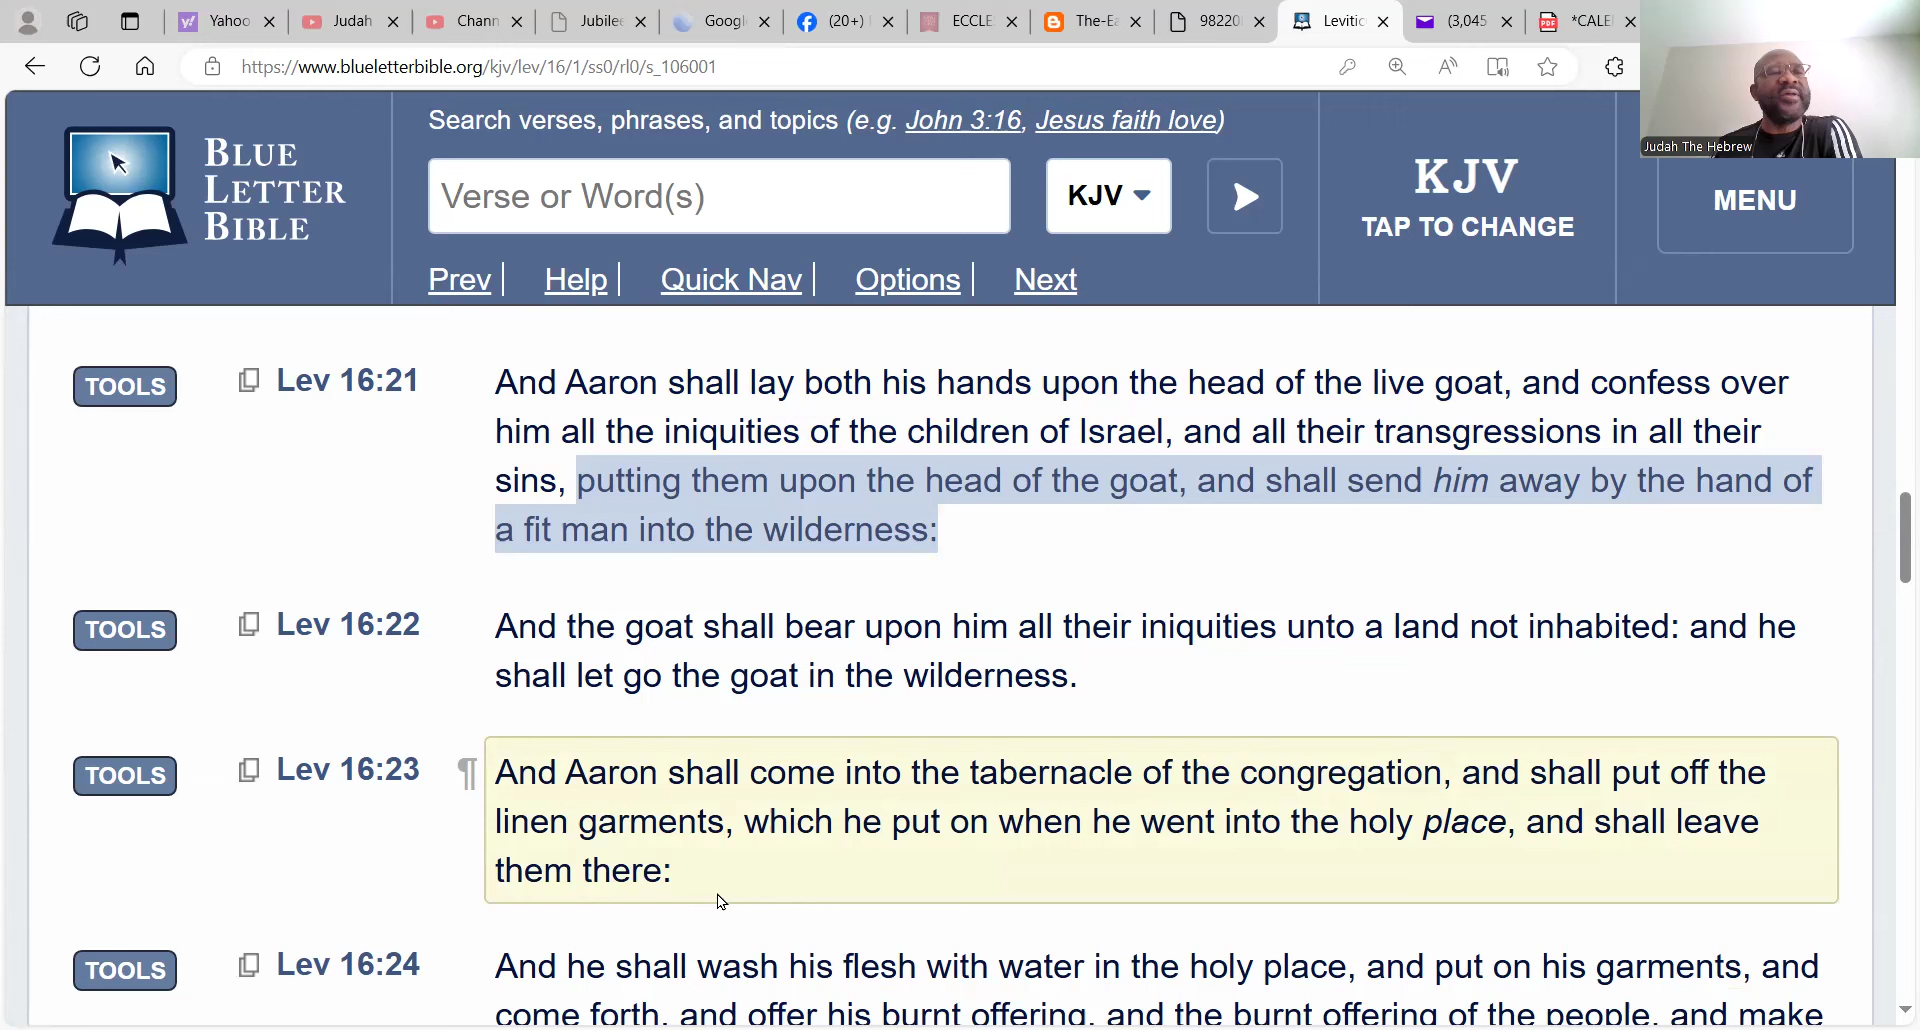 Yahoo
Judah
Chann
Jubilee
Googl
(20+)
ECCLE
The-Ea
98220
Levitic
(3,045
*CALE
https://www.blueletterbible.org/kjv/lev/16/1/ss0/rl0/s_106001
Judah The Hebrew
BLUE
LETTER
BIBLE
Search verses, phrases, and topics (e.g. John 3:16, Jesus faith love)
Verse or Word(s)
KJV
KJV
TAP TO CHANGE
MENU
Prev
Help
Quick Nav
Options
Next
TOOLS
Lev 16:21
And Aaron shall lay both his hands upon the head of the live goat, and confess over
him all the iniquities of the children of Israel, and all their transgressions in all their
sins, putting them upon the head of the goat, and shall send him away by the hand of
a fit man into the wilderness:
TOOLS
Lev 16:22
And the goat shall bear upon him all their iniquities unto a land not inhabited: and he
shall let go the goat in the wilderness.
TOOLS
Lev 16:23
¶ And Aaron shall come into the tabernacle of the congregation, and shall put off the
linen garments, which he put on when he went into the holy place, and shall leave
them there:
TOOLS
Lev 16:24
And he shall wash his flesh with water in the holy place, and put on his garments, and
come forth, and offer his burnt offering, and the burnt offering of the people, and make